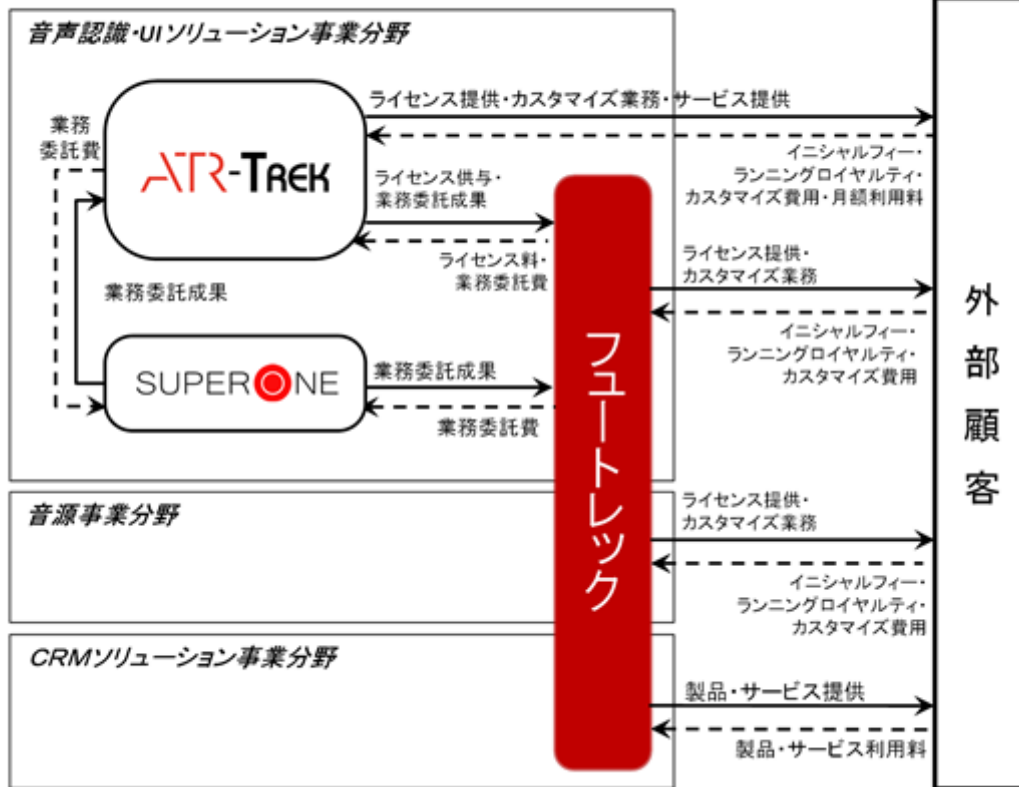 音声認識・UIソリューション事業分野
ライセンス提供・カスタマイズ業務・サービス提供
業務
委託費
ATR-TREK
イニシャルフィー・
ランニングロイヤルティ・
カスタマイズ費用・月額利用料
ライセンス供与・
業務委託成果
ライセンス料・
業務委託費
ライセンス提供・
カスタマイズ業務
業務委託成果
イニシャルフィー・
ランニングロイヤルティ・
カスタマイズ費用
SUPERONE
業務委託成果
業務委託費
フュートレック
外部顧客
音源事業分野
ライセンス提供・
カスタマイズ業務
イニシャルフィー・
ランニングロイヤルティ・
カスタマイズ費用
CRMソリューション事業分野
製品・サービス提供
製品・サービス利用料